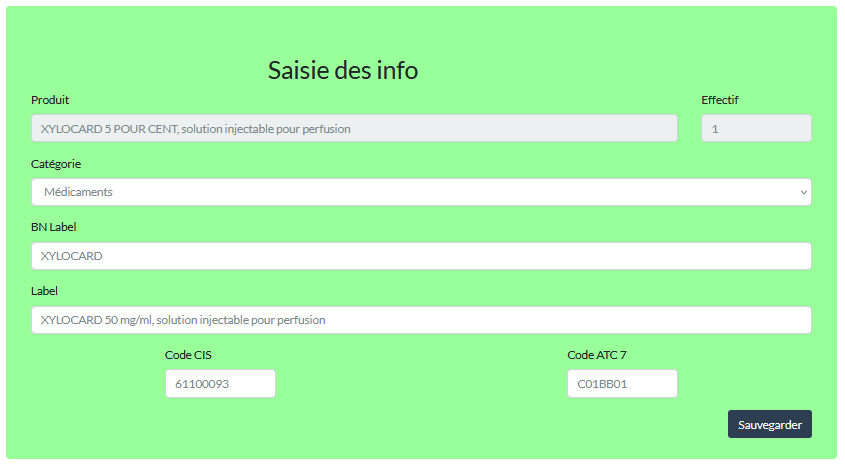 Saisie des info
Produit
Effectif
XYLOCARD 5 POUR CENT, solution injectable pour perfusion
1
Catégorie
Médicaments
BN Label
XYLOCARD
Label
XYLOCARD 50 mg/ml, solution injectable pour perfusion
Code CIS
Code ATC 7
61100093
C01BB01
Sauvegarder